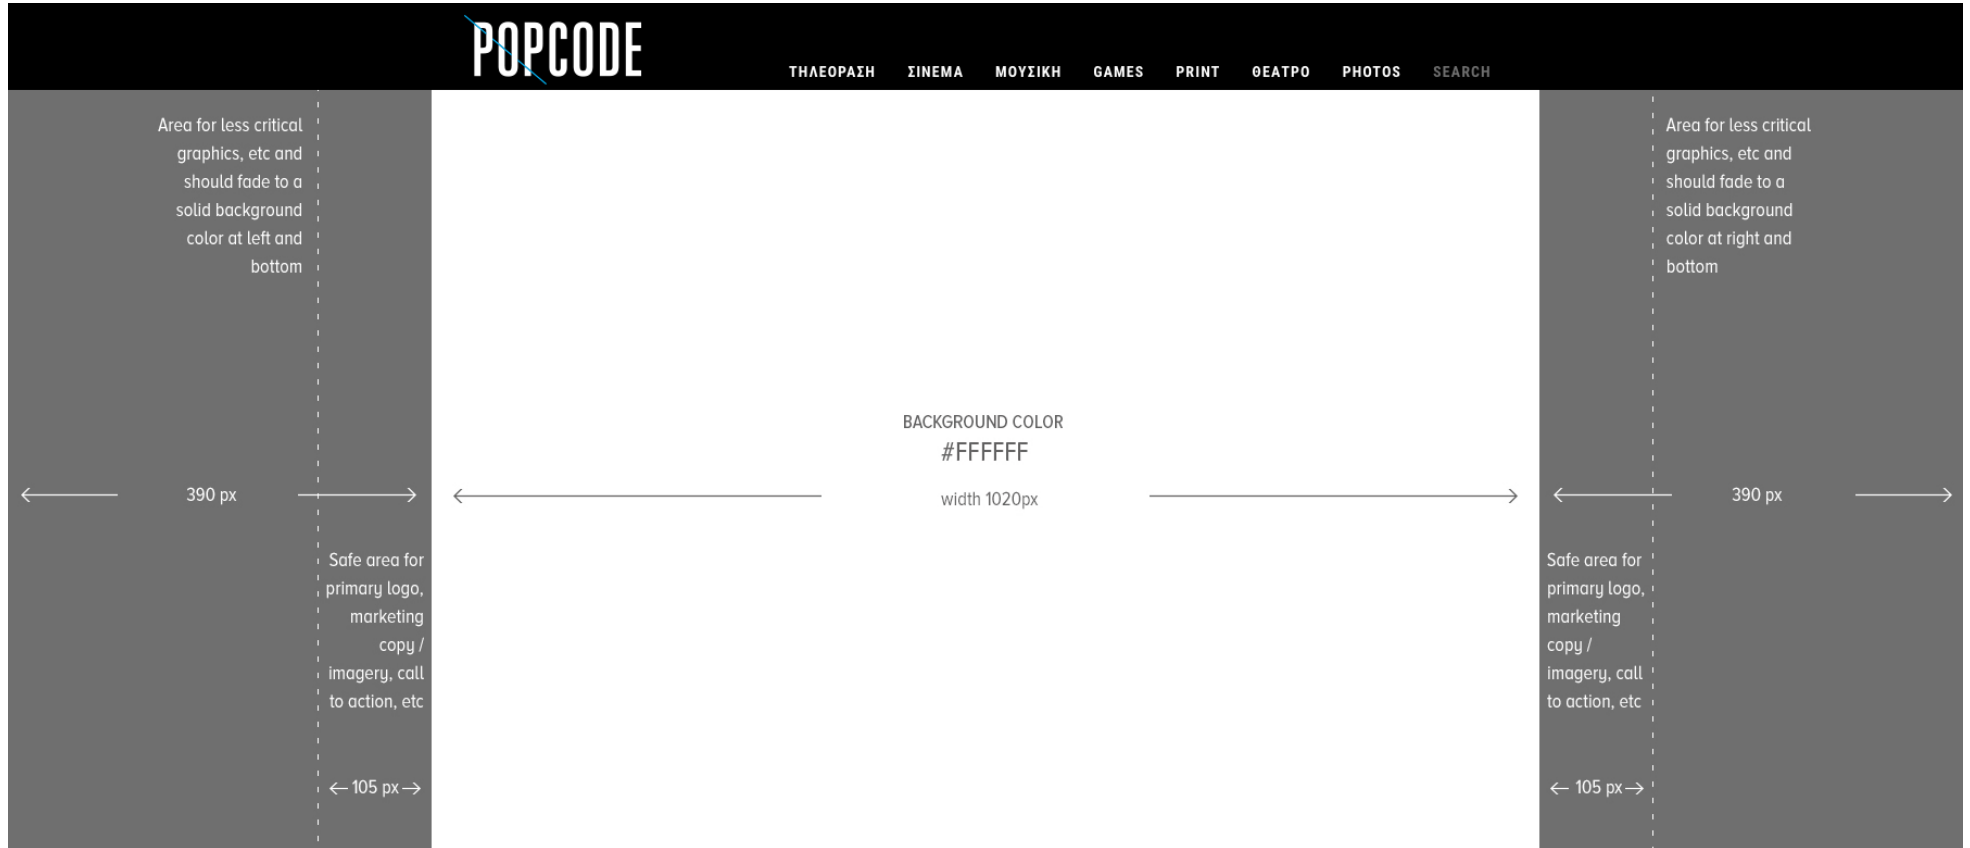 POPCODE
ΤΗΛΕΟΡΑΣΗ ΣΙΝΕΜΑ ΜΟΥΣΙΚΗ GAMES PRINT ΘΕΑΤΡΟ PHOTOS SEARCH
Area for less critical
graphics, etc and
should fade to a
solid background
color at left and
bottom
390 px
Safe area for
primary logo,
marketing
copy /
imagery, call
to action, etc
105 px
BACKGROUND COLOR
#FFFFFF
width 1020px
Area for less critical
graphics, etc and
should fade to a
solid background
color at right and
bottom
390 px
Safe area for
primary logo,
marketing
copy /
imagery, call
to action, etc
105 px